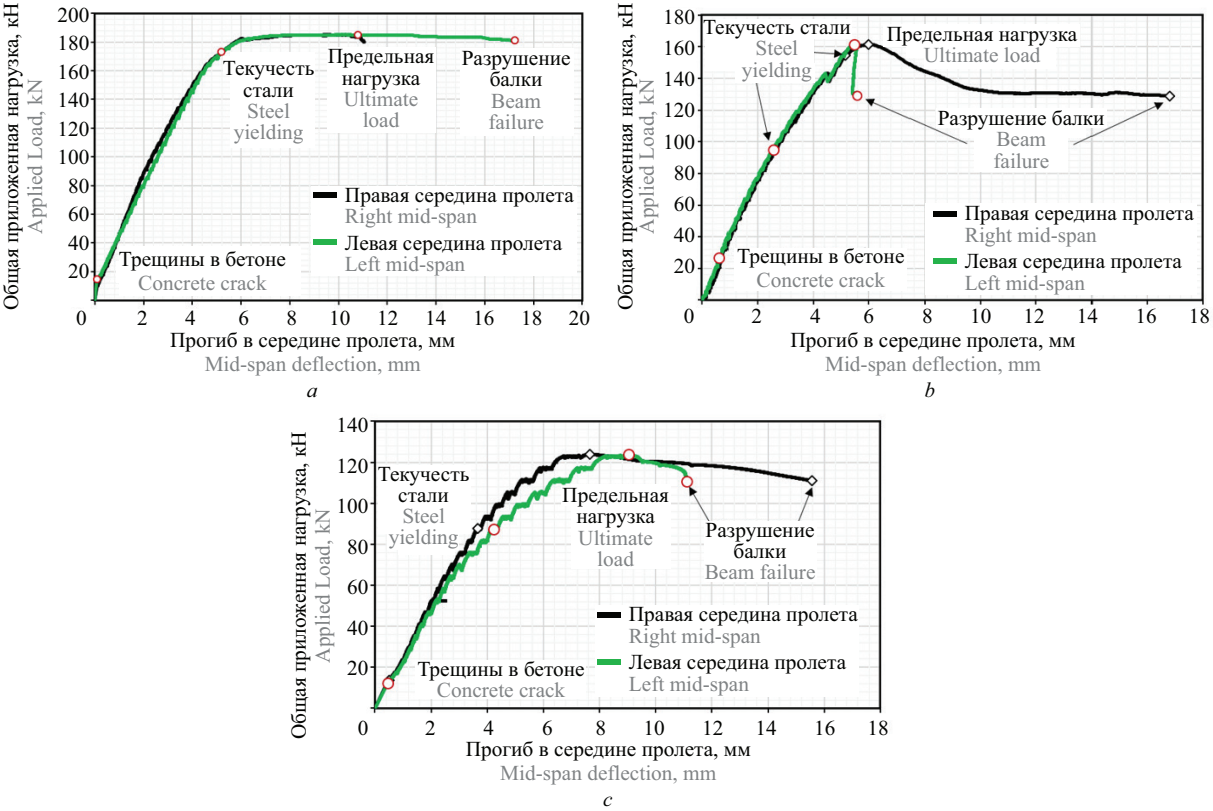 Общая приложенная нагрузка, кН
Applied Load, kN
200
180
160
140
120
100
80
60
40
20
0
2
4
6
8
10
12
14
16
18
20
Текучесть
стали
Steel
yielding
Предельная
нагрузка
Ultimate
load
Разрушение
балки
Beam
failure
Правая середина пролета
Right mid-span
Левая середина пролета
Left mid-span
Трещины в бетоне
Concrete crack
Прогиб в середине пролета, мм
Mid-span deflection, mm
a
Общая приложенная нагрузка, кН
Applied Load, kN
180
160
140
120
100
80
60
40
20
0
2
4
6
8
10
12
14
16
18
Текучесть стали
Steel
yielding
Предельная нагрузка
Ultimate load
Разрушение балки
Beam
failure
Правая середина пролета
Right mid-span
Левая середина пролета
Left mid-span
Трещины в бетоне
Concrete crack
Прогиб в середине пролета, мм
Mid-span deflection, mm
b
Общая приложенная нагрузка, кН
Applied Load, kN
140
120
100
80
60
40
20
0
2
4
6
8
10
12
14
16
18
Текучесть
стали
Steel
yielding
Предельная
нагрузка
Ultimate
load
Разрушение
балки
Beam failure
Правая середина пролета
Right mid-span
Левая середина пролета
Left mid-span
Трещины в бетоне
Concrete crack
Прогиб в середине пролета, мм
Mid-span deflection, mm
c